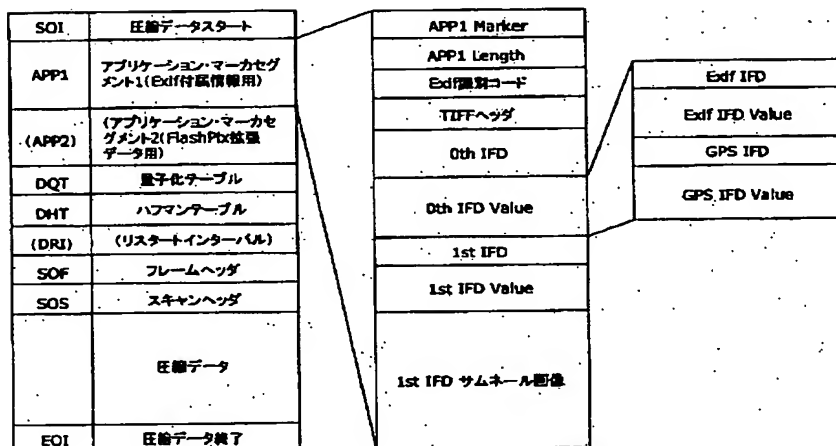 SOI 圧縮データスタート
APP1 アプリケーション・マーカセグ
メント1(Exif付属情報用)
(APP2) (アプリケーション・マーカセ
グメント2(FlashPix拡張
データ用)
DQT 量子化テーブル
DHT ハフマンテーブル
(DRI) (リスタートインターバル)
SOF フレームヘッダ
SOS スキャンヘッダ
圧縮データ
EOI 圧縮データ終了
APP1 Marker
APP1 Length
Exif識別コード
TIFFヘッダ
0th IFD
0th IFD Value
1st IFD
1st IFD Value
1st IFD サムネール画像
Exif IFD
Exif IFD Value
GPS IFD
GPS IFD Value